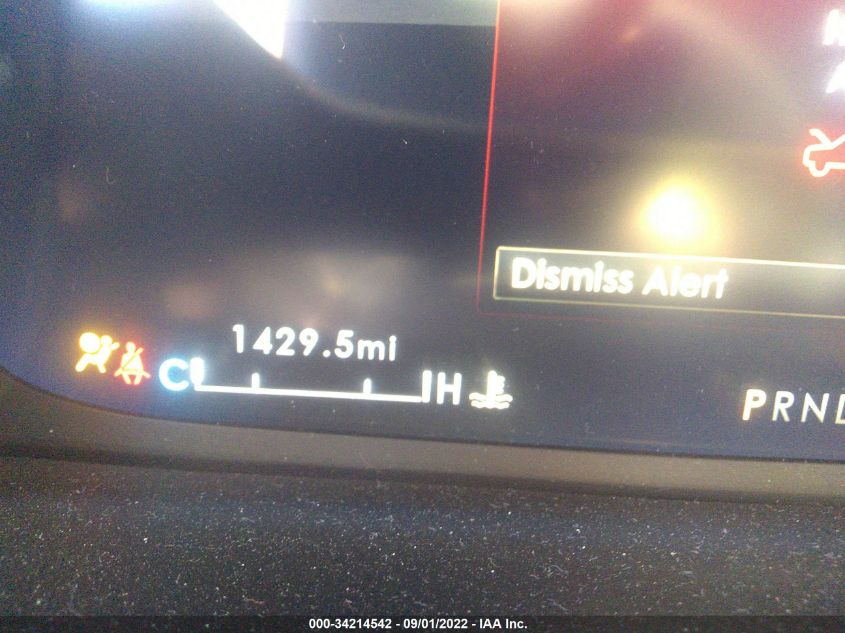 Dismiss Alert
1429.5mi
C H
PRND
000-34214542 - 09/01/2022 - IAA Inc.